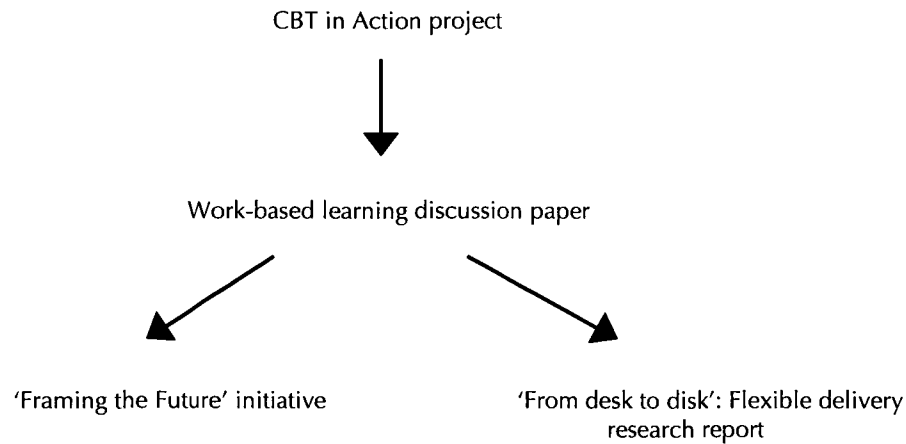 CBT in Action project
Work-based learning discussion paper
‘Framing the Future’ initiative
‘From desk to disk’: Flexible delivery
research report